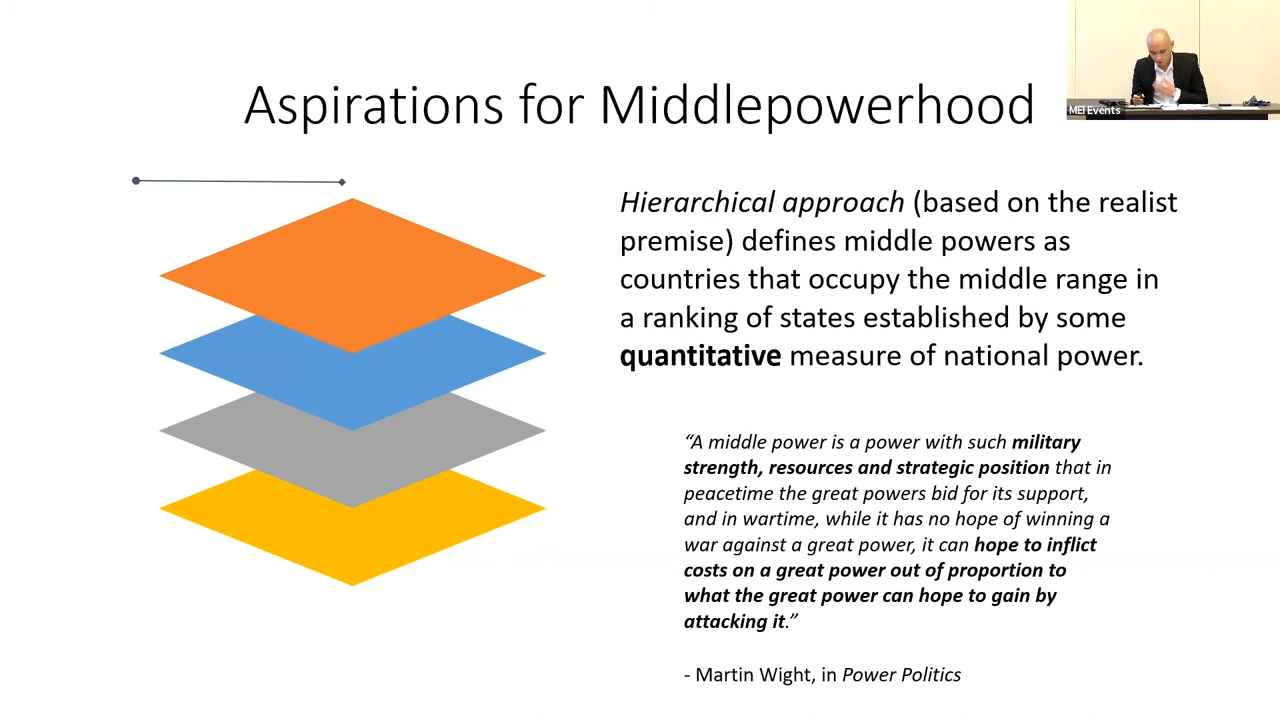 Aspirations for Middlepowerhood
MEI Events
Hierarchical approach (based on the realist
premise) defines middle powers as
countries that occupy the middle range in
a ranking of states established by some
quantitative measure of national power.
“A middle power is a power with such military
strength, resources and strategic position that in
peacetime the great powers bid for its support,
and in wartime, while it has no hope of winning a
war against a great power, it can hope to inflict
costs on a great power out of proportion to
what the great power can hope to gain by
attacking it.”
- Martin Wight, in Power Politics